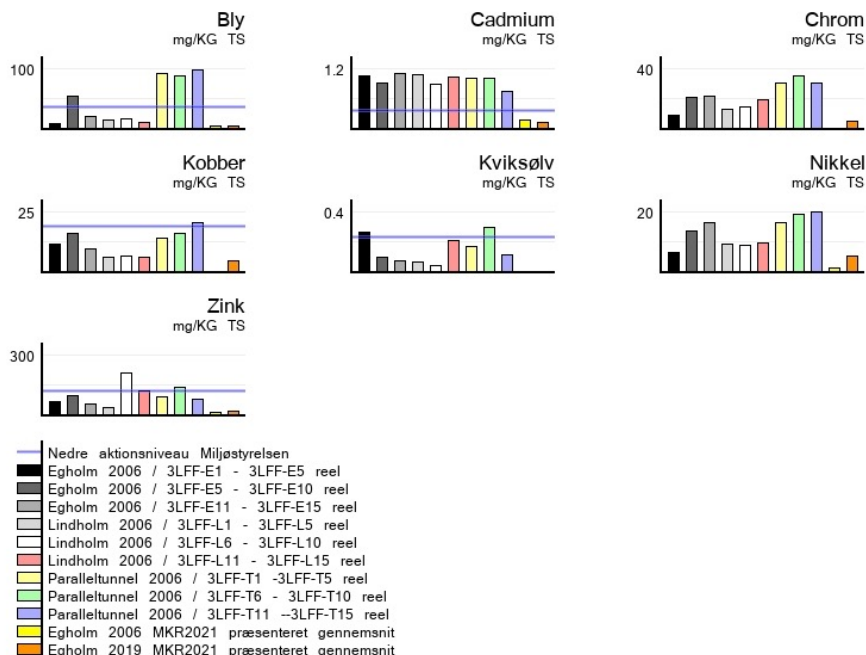 Bly
mg/KG TS
100
Cadmium
mg/KG TS
1.2
Chrom
mg/KG TS
40
Kobber
mg/KG TS
25
Kviksølv
mg/KG TS
0.4
Nikkel
mg/KG TS
20
Zink
mg/KG TS
300
Nedre aktionsniveau Miljøstyrelsen
Egholm 2006 / 3LFF-E1 - 3LFF-E5 reel
Egholm 2006 / 3LFF-E5 - 3LFF-E10 reel
Egholm 2006 / 3LFF-E11 - 3LFF-E15 reel
Lindholm 2006 / 3LFF-L1 - 3LFF-L5 reel
Lindholm 2006 / 3LFF-L6 - 3LFF-L10 reel
Lindholm 2006 / 3LFF-L11 - 3LFF-L15 reel
Paralleltunnel 2006 / 3LFF-T1 -3LFF-T5 reel
Paralleltunnel 2006 / 3LFF-T6 - 3LFF-T10 reel
Paralleltunnel 2006 / 3LFF-T11 --3LFF-T15 reel
Egholm 2006 MKR2021 præsenteret gennemsnit
Egholm 2019 MKR2021 præsenteret gennemsnit